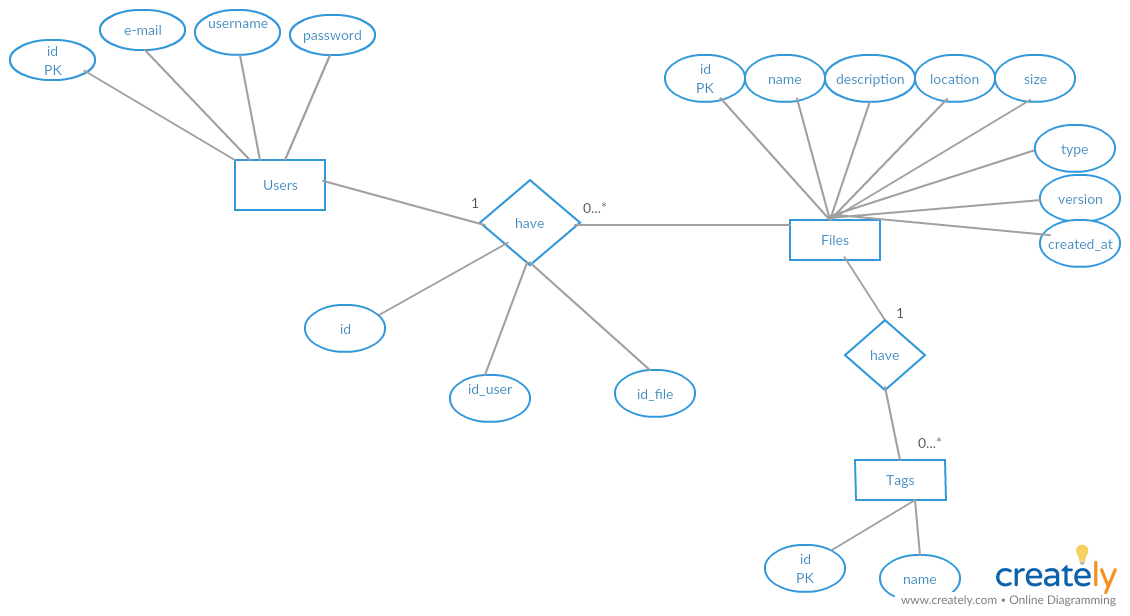 id
PK
e-mail
username
password
id
PK
name
description
location
size
type
version
created_at
Users
1
have
0...*
Files
id
id_user
id_file
1
have
0...*
Tags
id
PK
name
creately
www.creately.com • Online Diagramming